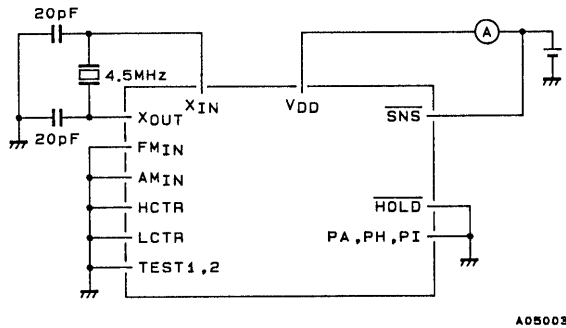 20pF
A
4.5MHz
XIN
VDD
XOUT
SNS
20pF
FMIN
AMIN
HCTR
HOLD
LCTR
PA,PH,PI
TEST1,2
A05003